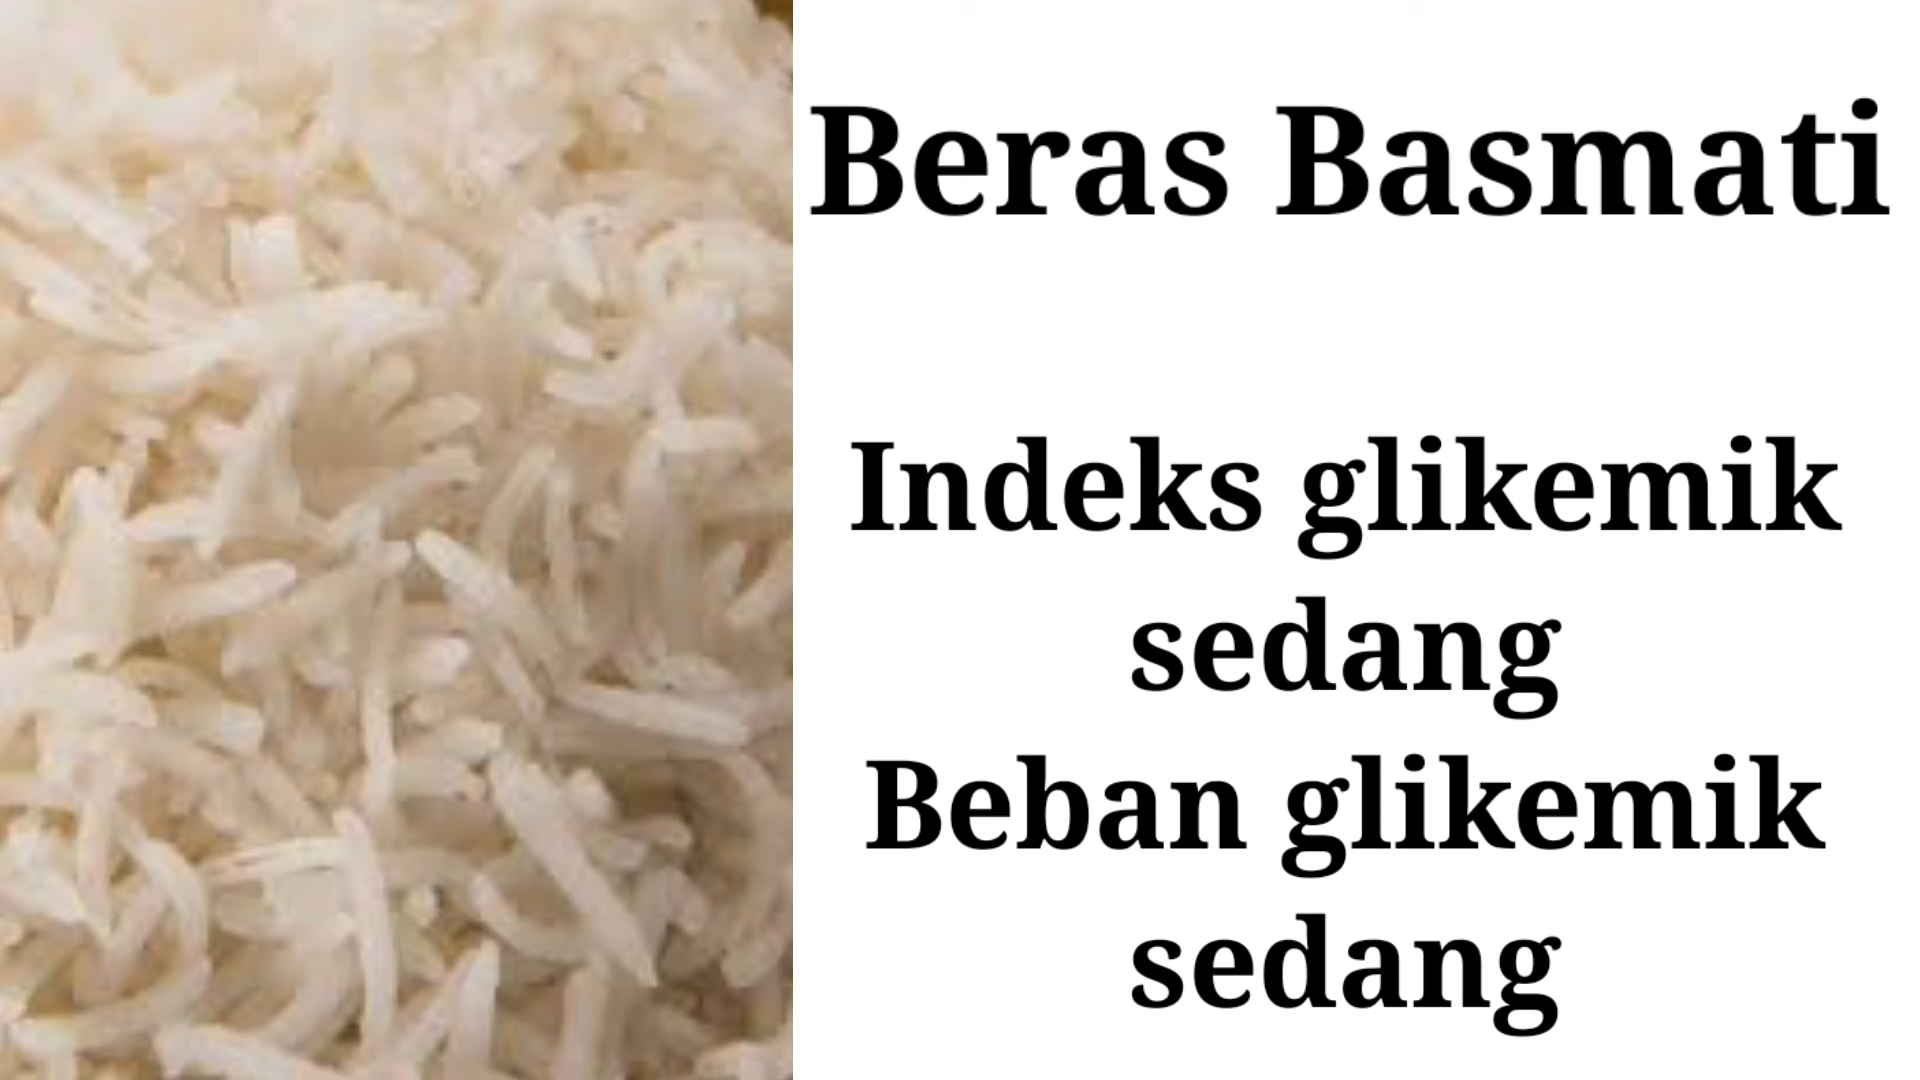 Beras Basmati
Indeks glikemik
sedang
Beban glikemik
sedang